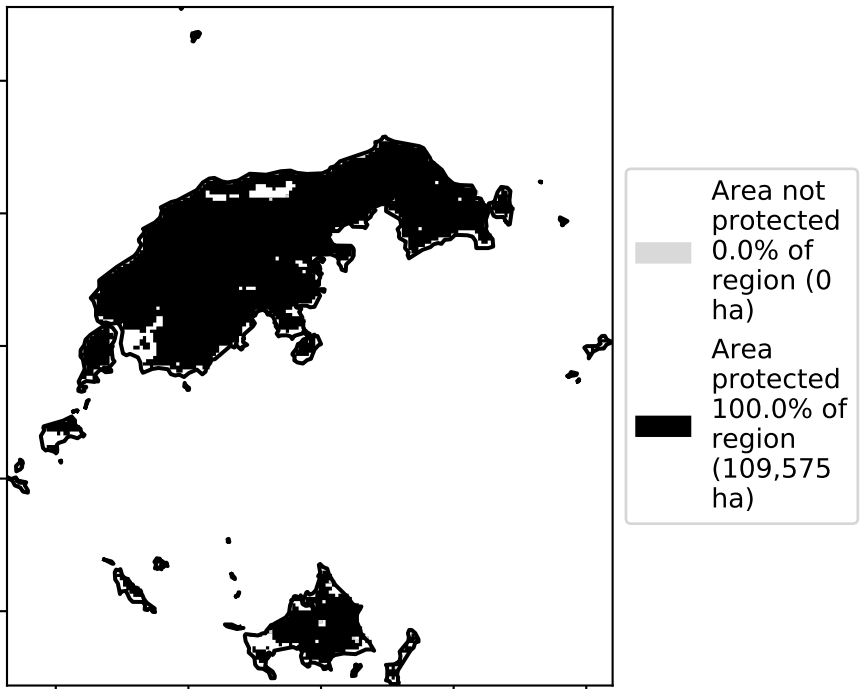 Area not
protected
0.0% of
region (0
ha)
Area
protected
100.0% of
region
(109,575
ha)